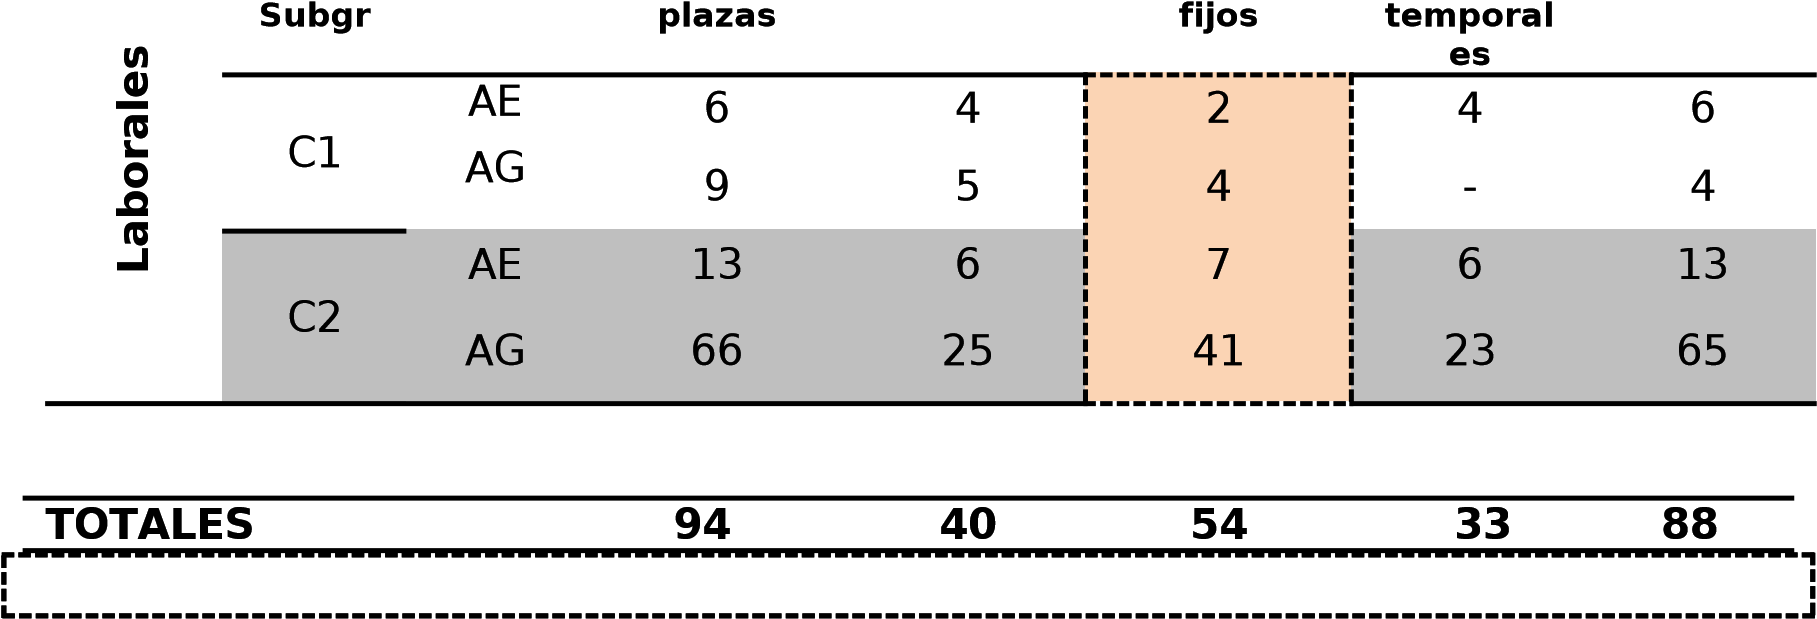 Subgr plazas fijos temporal
es
Laborales
C1 AE 6 4 2 4 6
AG 9 5 4 - 4
C2 AE 13 6 7 6 13
AG 66 25 41 23 65
TOTALES 94 40 54 33 88